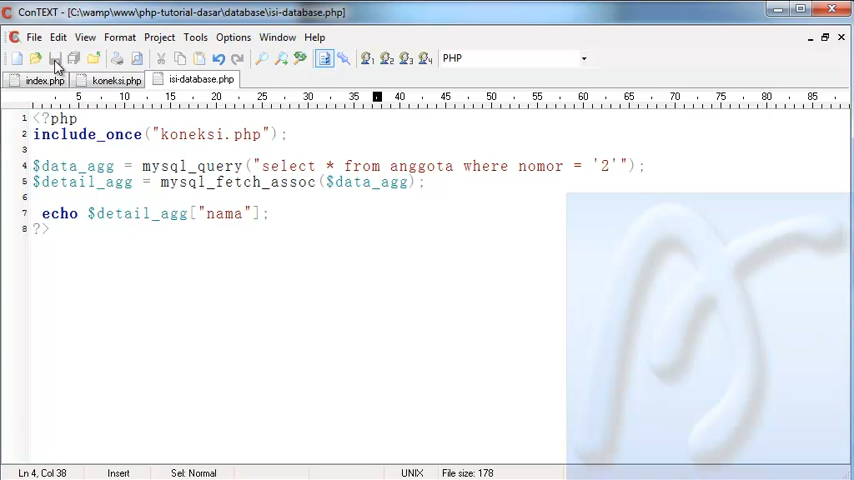 ConTEXT - [C:\wamp\www\php-tutorial-dasar\database\isi-database.php]
File Edit View Format Project Tools Options Window Help
1 2 3 4 PHP
index.php koneksi.php isi-database.php
5 10 15 20 25 30 35 40 45 50 55 60 65 70 75 80 85
1 <?php
2 include_once("koneksi.php");
3
4 $data_agg = mysql_query("select * from anggota where nomor = '2'");
5 $detail_agg = mysql_fetch_assoc($data_agg);
6
7 echo $detail_agg["nama"];
8 ?>
Ln 4, Col 38 Insert Sel: Normal UNIX File size: 178